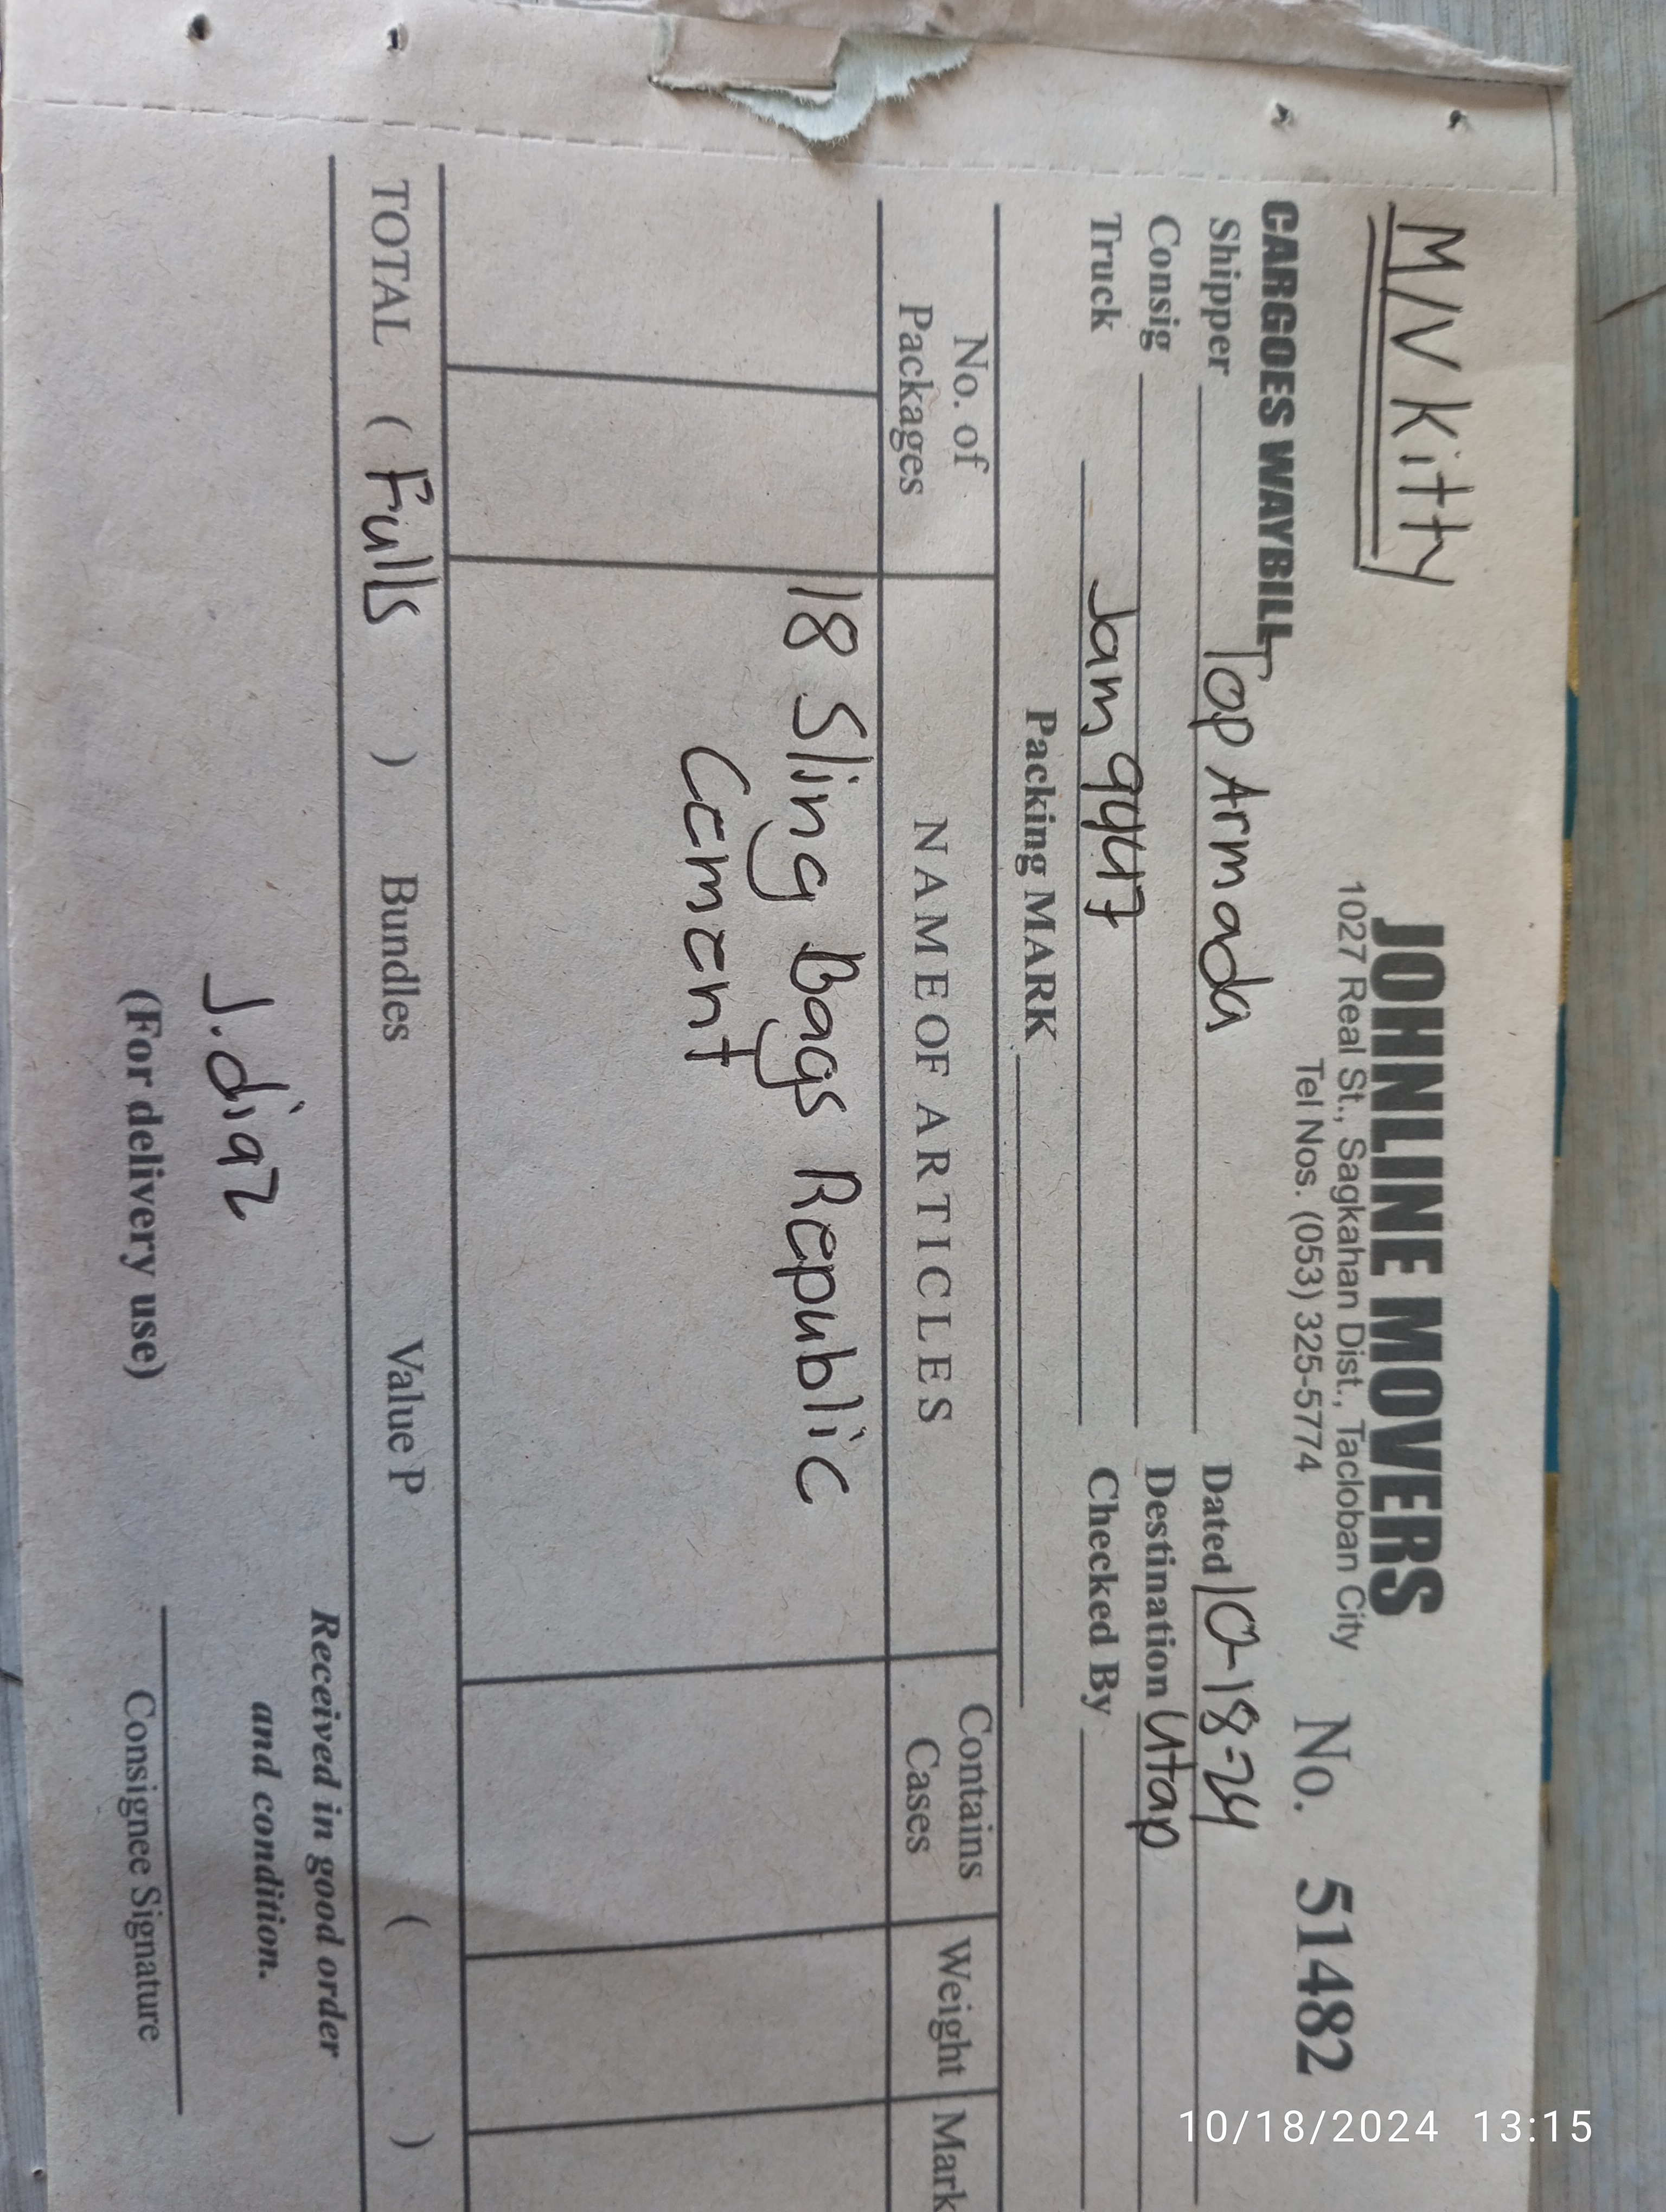 M/V Kitty
JOHNLINE MOVERS
1027 Real St., Sagkahan Dist., Tacloban City
Tel Nos. (053) 325-5774
No. 51482
CARGOES WAYBILL
Shipper Top Armada Dated 10-18-24
Consig Destination Utap
Truck Jam 9447 Checked By
Packing MARK
No. of Packages NAME OF ARTICLES Contains Cases Weight Mark
18 Sling Bags Republic
Cement
TOTAL ( Fulls ) Bundles Value P ( )
J. diaz
(For delivery use)
Received in good order
and condition.
Consignee Signature
10/18/2024 13:15